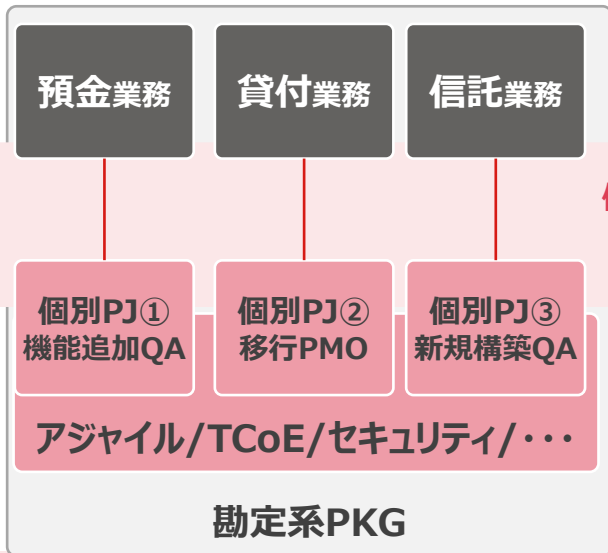 預金業務
貸付業務
信託業務
個別PJ①
機能追加QA
個別PJ②
移行PMO
個別PJ③
新規構築QA
アジャイル/TCoE/セキュリティ/・・・
勘定系PKG